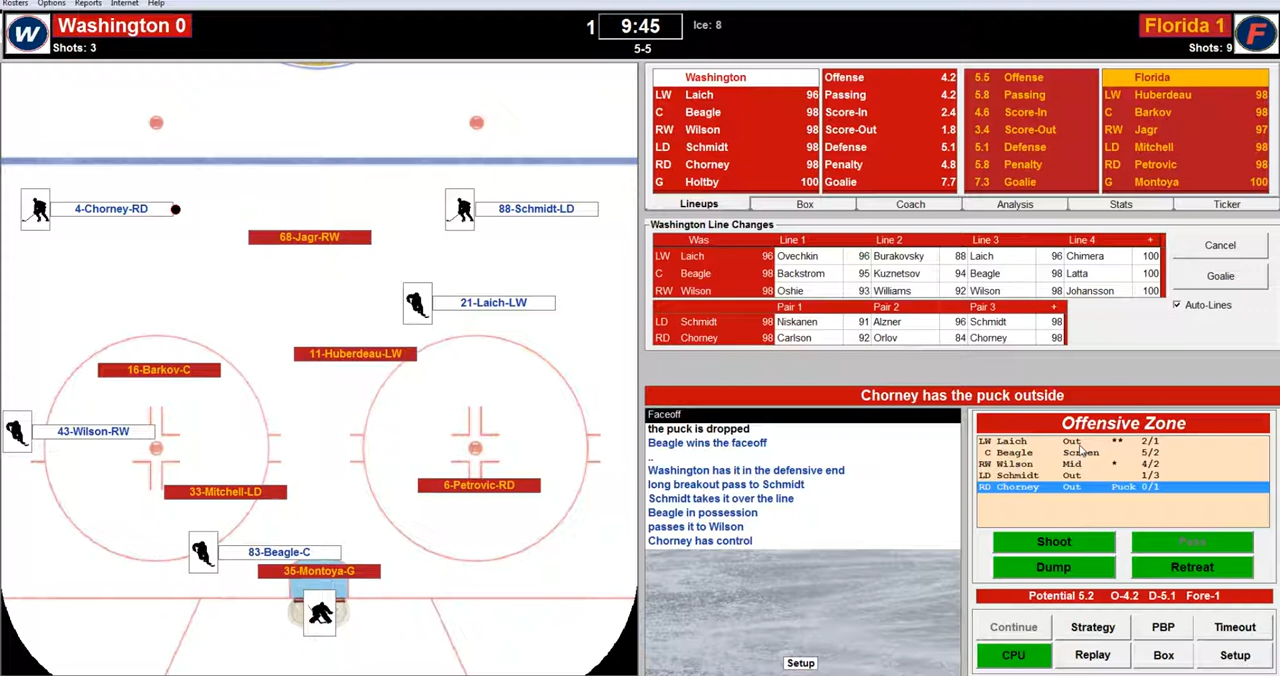 Rosters Options Reports Internet Help
W Washington 0 1 9:45 Ice: 8 Florida 1 F
Shots: 3 5-5 Shots: 9
4-Chorney-RD
88-Schmidt-LD
68-Jagr-RW
21-Laich-LW
11-Huberdeau-LW
16-Barkov-C
43-Wilson-RW
6-Petrovic-RD
33-Mitchell-LD
83-Beagle-C
35-Montoya-G
Washington Offense 4.2 5.5 Offense Florida
LW Laich 96 Passing 4.2 5.8 Passing LW Huberdeau 98
C Beagle 98 Score-In 2.4 4.6 Score-In C Barkov 98
RW Wilson 98 Score-Out 1.8 3.4 Score-Out RW Jagr 97
LD Schmidt 98 Defense 5.1 5.1 Defense LD Mitchell 98
RD Chorney 98 Penalty 4.8 5.8 Penalty RD Petrovic 98
G Holtby 100 Goalie 7.7 7.3 Goalie G Montoya 100
Lineups Box Coach Analysis Stats Ticker
Washington Line Changes
Was Line 1 Line 2 Line 3 Line 4 +
LW Laich 96 Ovechkin 96 Burakovsky 88 Laich 96 Chimera 100
C Beagle 98 Backstrom 95 Kuznetsov 94 Beagle 98 Latta 100
RW Wilson 98 Oshie 93 Williams 92 Wilson 98 Johansson 100
Pair 1 Pair 2 Pair 3 +
LD Schmidt 98 Niskanen 91 Alzner 96 Schmidt 98
RD Chorney 98 Carlson 92 Orlov 84 Chorney 98
Cancel
Goalie
Auto-Lines
Chorney has the puck outside
Faceoff
the puck is dropped
Beagle wins the faceoff
..
Washington has it in the defensive end
long breakout pass to Schmidt
Schmidt takes it over the line
Beagle in possession
passes it to Wilson
Chorney has control
Setup
Offensive Zone
LW Laich Out ** 2/1
C Beagle Screen 5/2
RW Wilson Mid * 4/2
LD Schmidt Out 1/3
RD Chorney Out Puck 0/1
Shoot Pass
Dump Retreat
Potential 5.2 O-4.2 D-5.1 Fore-1
Continue Strategy PBP Timeout
CPU Replay Box Setup